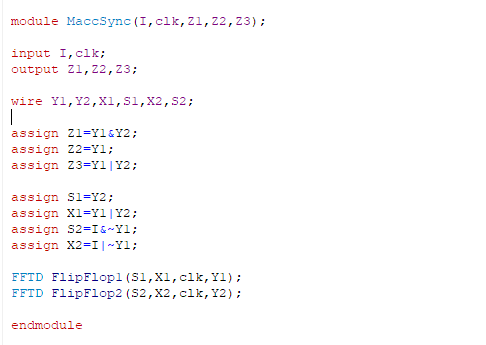 module MaccSync(I,clk,Z1,Z2,Z3);
input I,clk;
output Z1,Z2,Z3;
wire Y1,Y2,X1,S1,X2,S2;
assign Z1=Y1&Y2;
assign Z2=Y1;
assign Z3=Y1|Y2;
assign S1=Y2;
assign X1=Y1|Y2;
assign S2=I&~Y1;
assign X2=I|~Y1;
FFTD FlipFlop1(S1,X1,clk,Y1);
FFTD FlipFlop2(S2,X2,clk,Y2);
endmodule